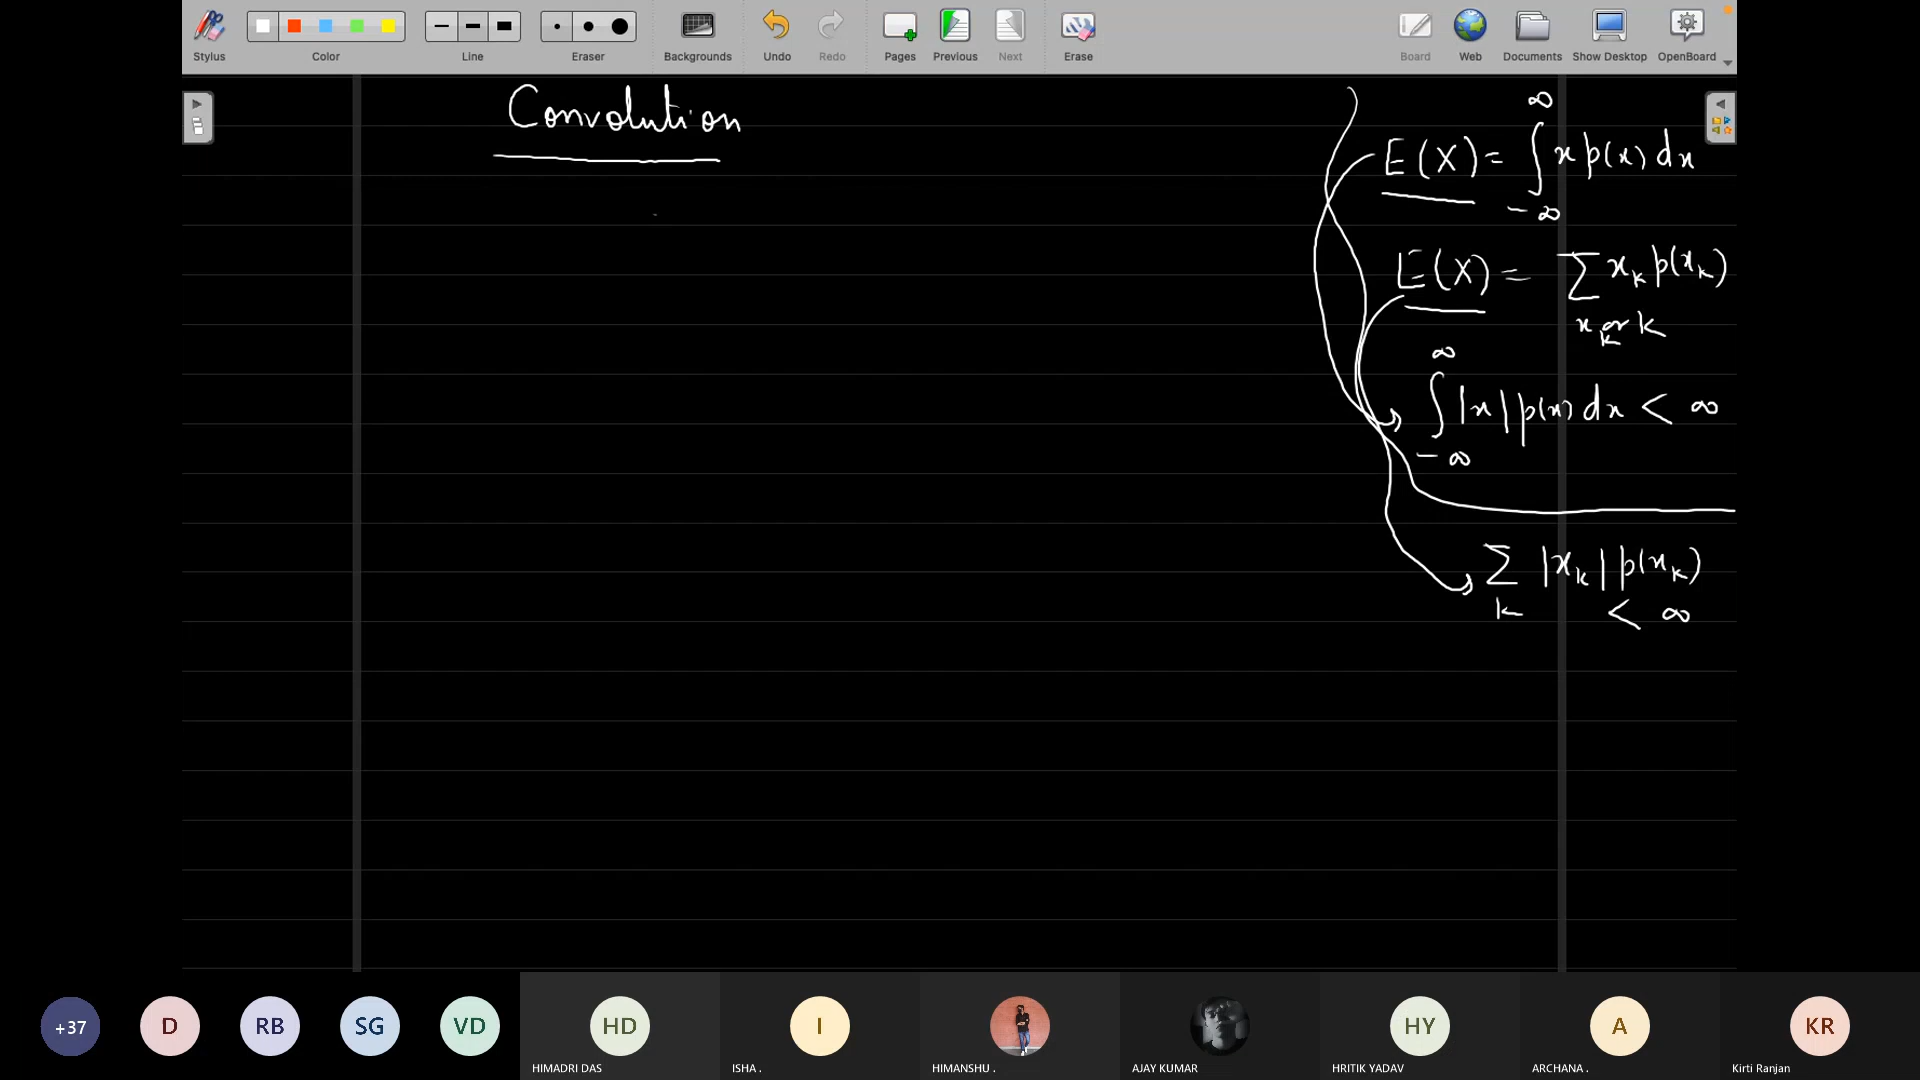 Stylus Color Line Eraser Backgrounds Undo Redo Pages Previous Next Erase Board Web Documents Show Desktop OpenBoard
Convolution
E(X) = ∫_{-∞}^{∞} x p(x) dx
E(X) = Σ_{x_k or k} x_k p(x_k)
∫_{-∞}^{∞} |x| p(x) dx < ∞
Σ_k |x_k| p(x_k)
< ∞
+37 D RB SG VD HD I HY A KR
HIMADRI DAS ISHA . HIMANSHU . AJAY KUMAR HRITIK YADAV ARCHANA . Kirti Ranjan